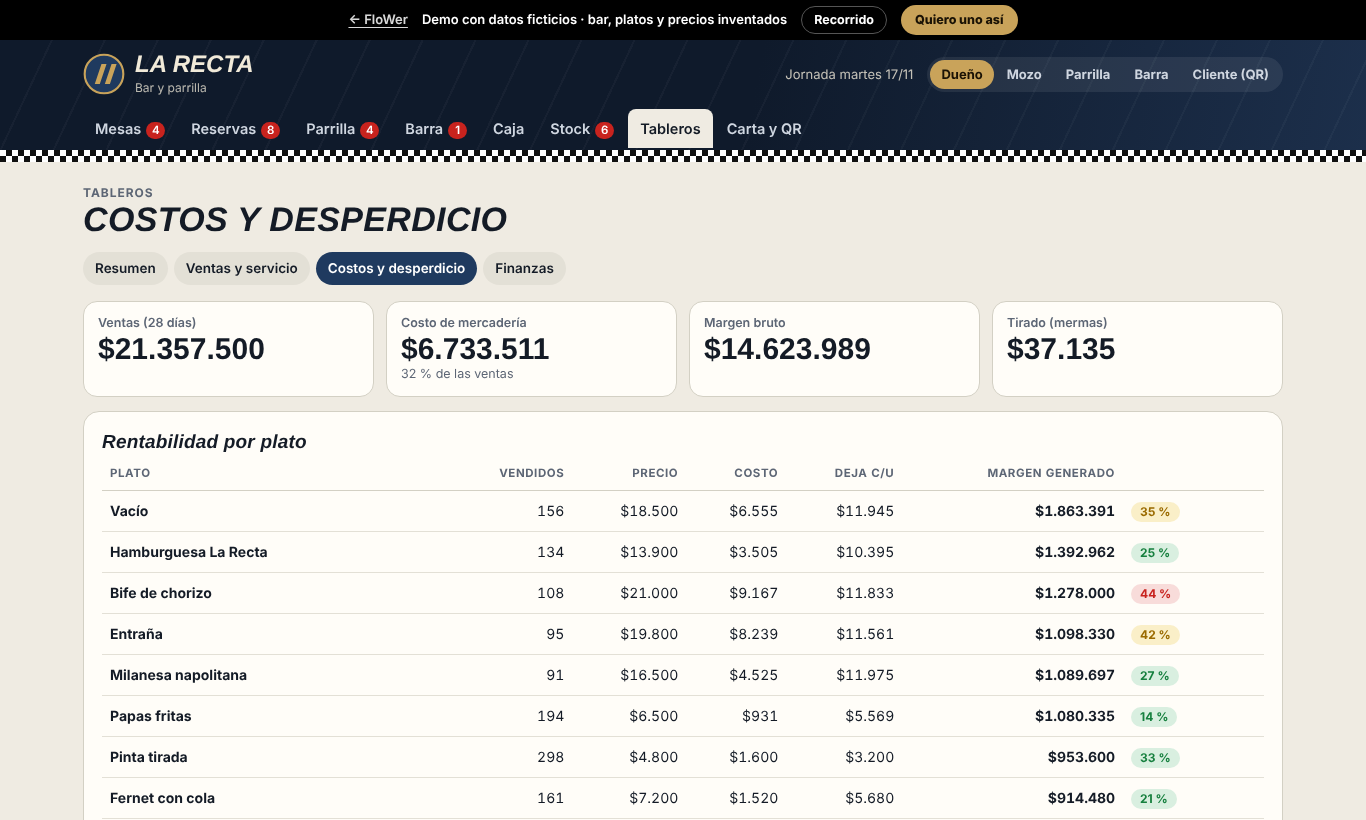 ← FloWer Demo con datos ficticios · bar, platos y precios inventados Recorrido Quiero uno así
LA RECTA
Bar y parrilla
Jornada martes 17/11 Dueño Mozo Parrilla Barra Cliente (QR)
Mesas 4 Reservas 8 Parrilla 4 Barra 1 Caja Stock 6 Tableros Carta y QR
TABLEROS
COSTOS Y DESPERDICIO
Resumen Ventas y servicio Costos y desperdicio Finanzas
Ventas (28 días) Costo de mercadería Margen bruto Tirado (mermas)
$21.357.500 $6.733.511 $14.623.989 $37.135
32 % de las ventas
Rentabilidad por plato
PLATO VENDIDOS PRECIO COSTO DEJA C/U MARGEN GENERADO
Vacío 156 $18.500 $6.555 $11.945 $1.863.391 35 %
Hamburguesa La Recta 134 $13.900 $3.505 $10.395 $1.392.962 25 %
Bife de chorizo 108 $21.000 $9.167 $11.833 $1.278.000 44 %
Entraña 95 $19.800 $8.239 $11.561 $1.098.330 42 %
Milanesa napolitana 91 $16.500 $4.525 $11.975 $1.089.697 27 %
Papas fritas 194 $6.500 $931 $5.569 $1.080.335 14 %
Pinta tirada 298 $4.800 $1.600 $3.200 $953.600 33 %
Fernet con cola 161 $7.200 $1.520 $5.680 $914.480 21 %